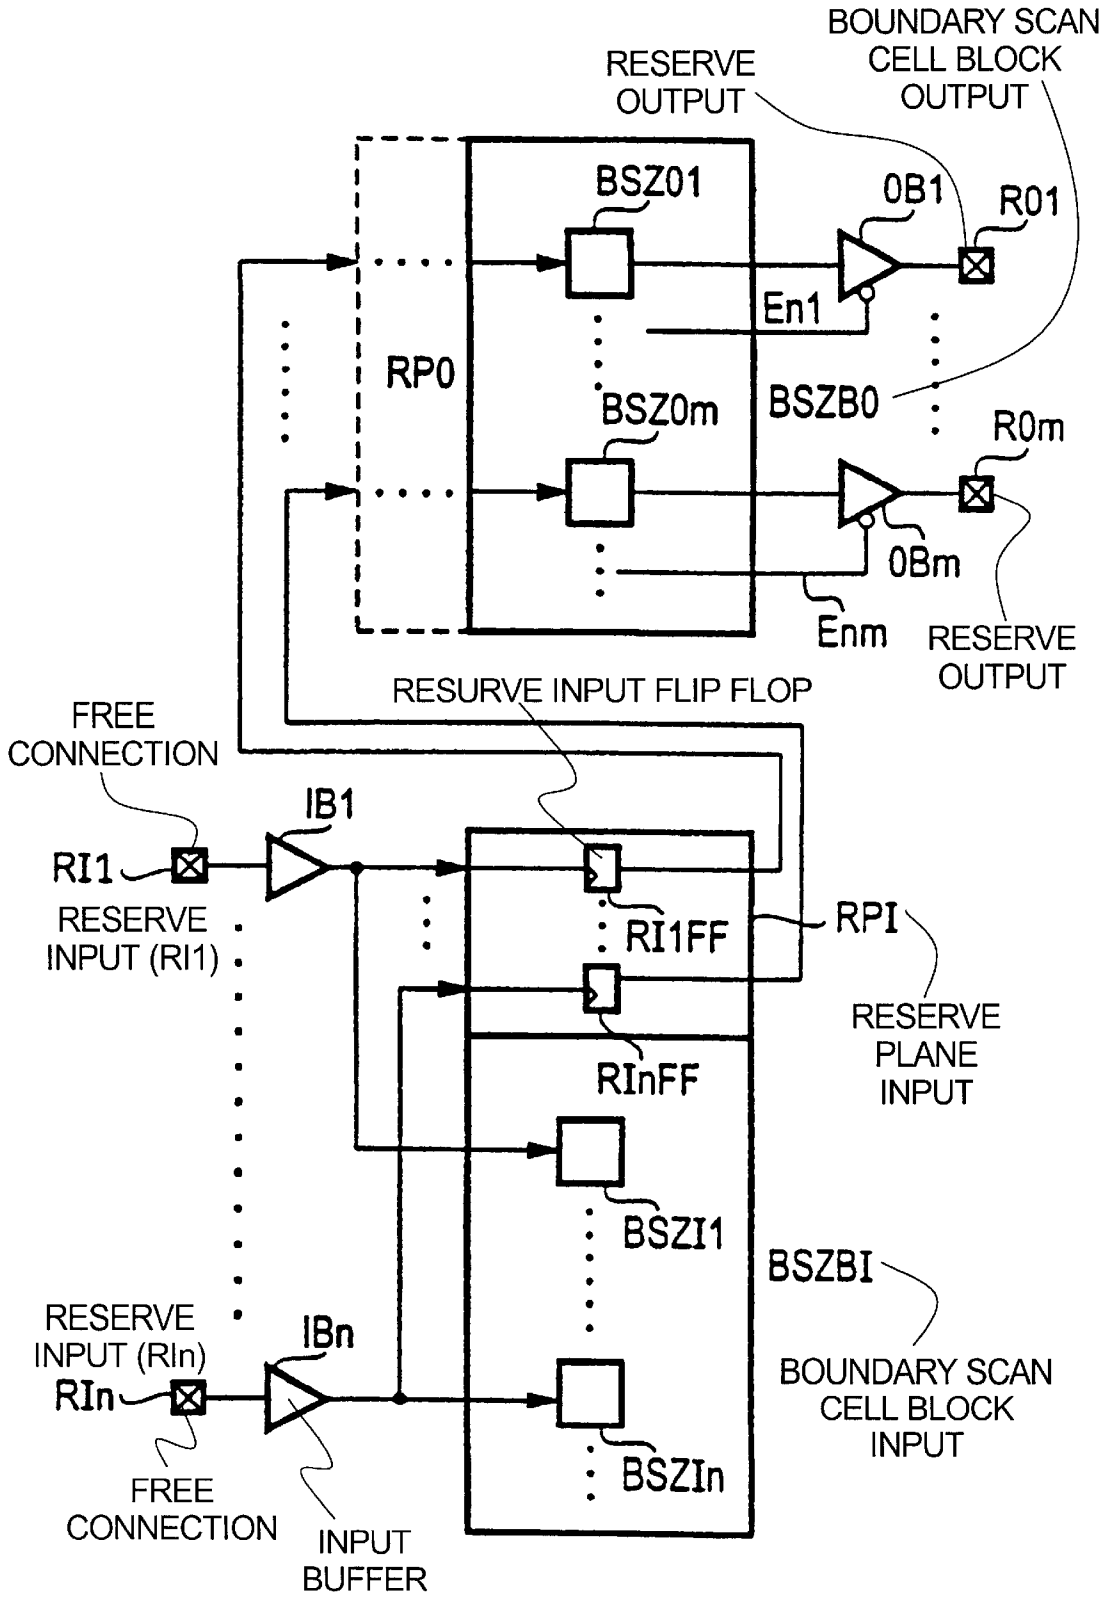 BOUNDARY SCAN
CELL BLOCK
OUTPUT
RESERVE
OUTPUT
BSZ01
0B1
R01
En1
RP0
BSZB0
BSZ0m
R0m
0Bm
Enm
RESERVE
OUTPUT
RESURVE INPUT FLIP FLOP
FREE
CONNECTION
IB1
RI1
RESERVE
INPUT (RI1)
RI1FF
RPI
RESERVE
PLANE
INPUT
RInFF
BSZI1
BSZBI
RESERVE
INPUT (RIn)
IBn
RIn
BOUNDARY SCAN
CELL BLOCK
INPUT
BSZIn
FREE
CONNECTION
INPUT
BUFFER